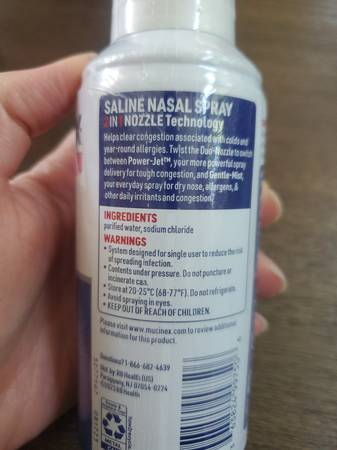 SALINE NASAL SPRAY
2 IN 1 NOZZLE Technology
Helps clear congestion associated with colds and
year-round allergies. Twist the Duo-Nozzle to switch
between Power-Jet™, your more powerful spray
delivery for tough congestion, and Gentle-Mist,
your everyday spray for dry nose, allergens, &
other daily irritants and congestion.
INGREDIENTS
purified water, sodium chloride
WARNINGS
• System designed for single user to reduce the risk
of spreading infection.
• Contents under pressure. Do not puncture or
incinerate can.
• Store at 20-25°C (68-77°F). Do not refrigerate.
• Avoid spraying in eyes.
• KEEP OUT OF REACH OF CHILDREN.
Please visit www.mucinex.com to review additional
information for this product.
Questions? 1-866-682-4639
Dist. by: RB Health (US)
Parsippany, NJ 07054-0224
RB Health
METAL